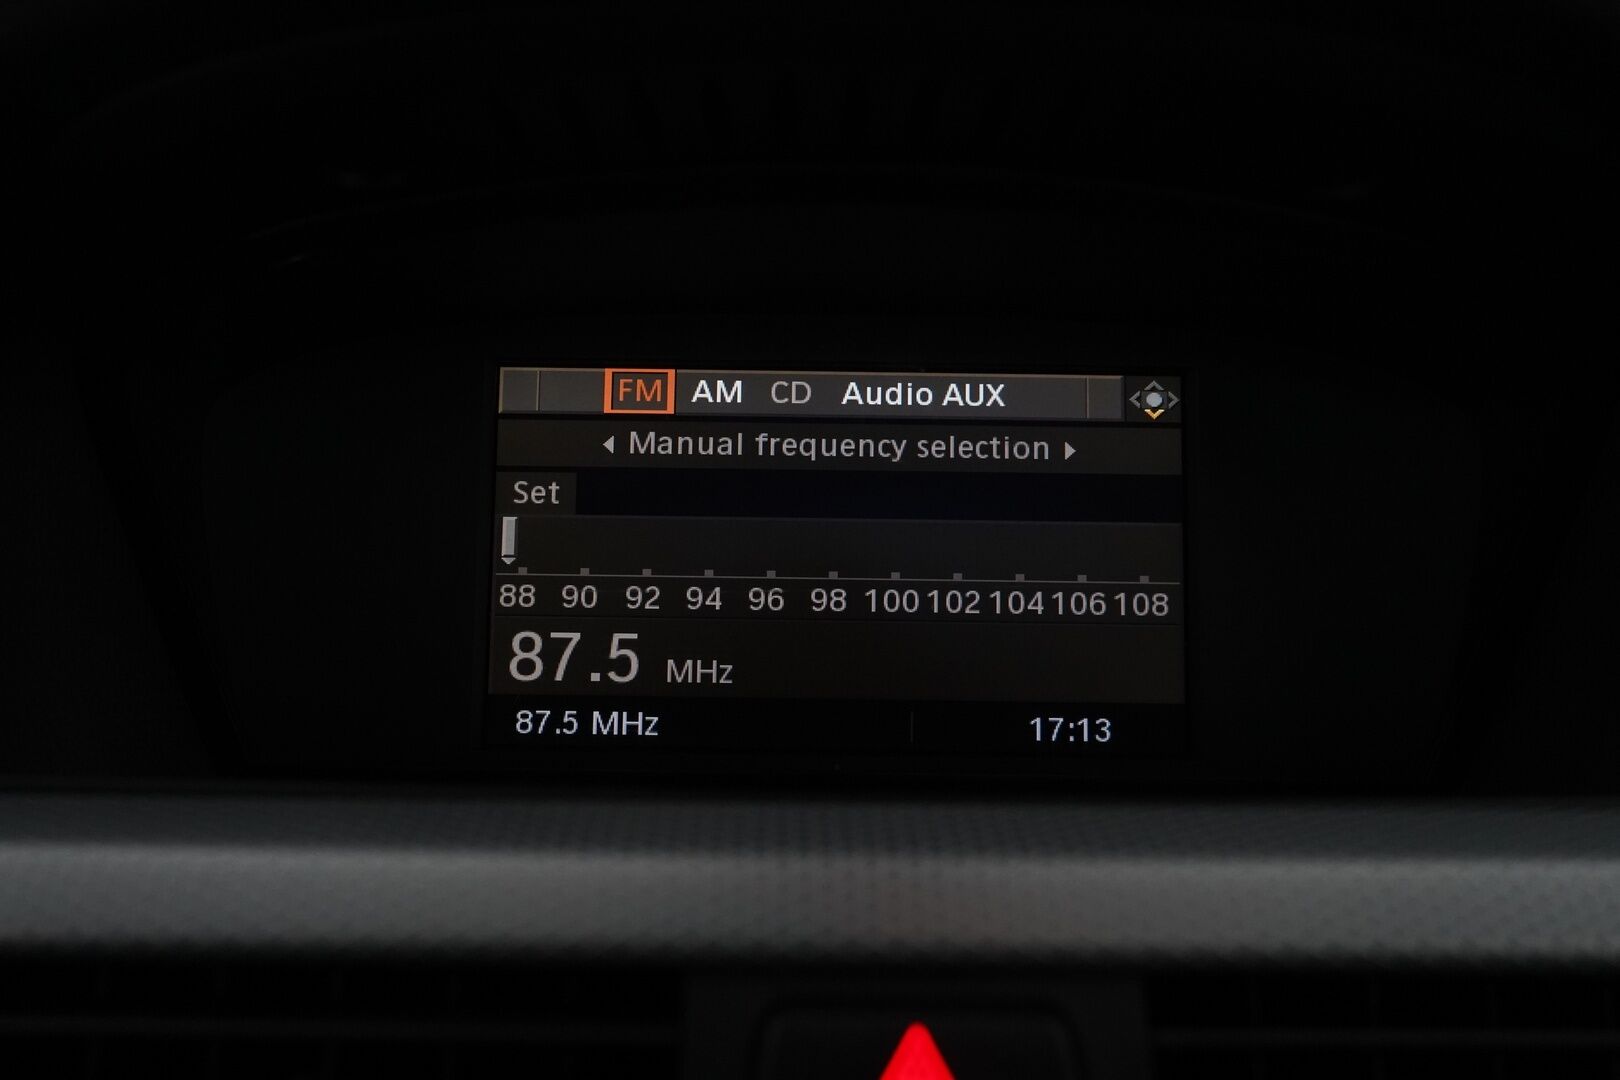 FM AM CD Audio AUX
Manual frequency selection
Set
88 90 92 94 96 98 100 102 104 106 108
87.5 MHz
87.5 MHz 17:13